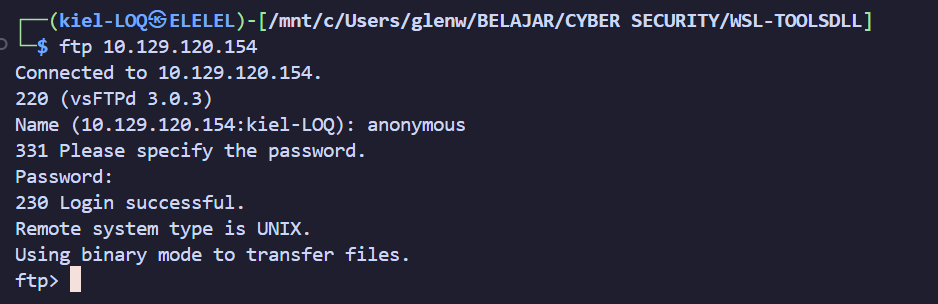 ┌──(kiel-LOQ㉿ELELEL)-[/mnt/c/Users/glenw/BELAJAR/CYBER SECURITY/WSL-TOOLSDLL]
└─$ ftp 10.129.120.154
Connected to 10.129.120.154.
220 (vsFTPd 3.0.3)
Name (10.129.120.154:kiel-LOQ): anonymous
331 Please specify the password.
Password:
230 Login successful.
Remote system type is UNIX.
Using binary mode to transfer files.
ftp>